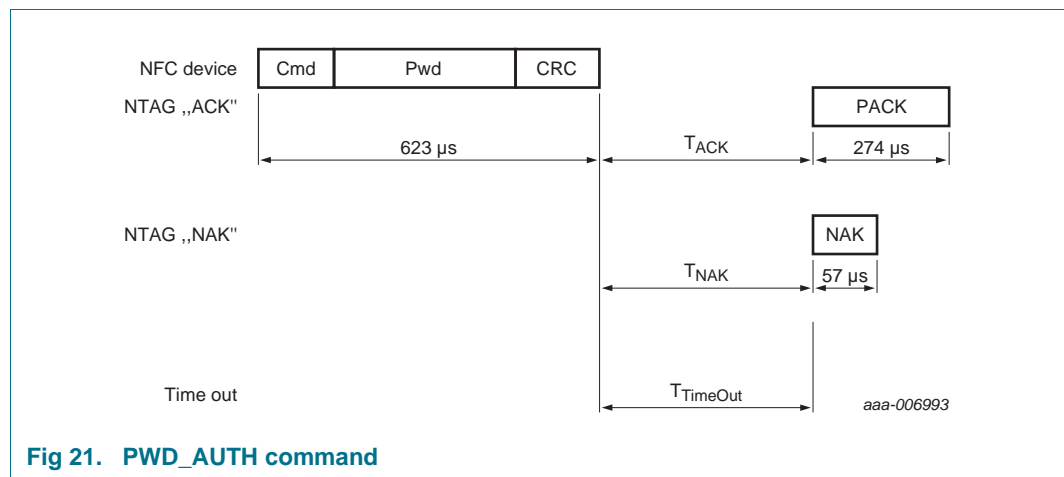 NFC device Cmd Pwd CRC
NTAG ,,ACK" PACK
623 μs TACK 274 μs
NTAG ,,NAK" NAK
TNAK 57 μs
Time out TTimeOut aaa-006993
Fig 21. PWD_AUTH command